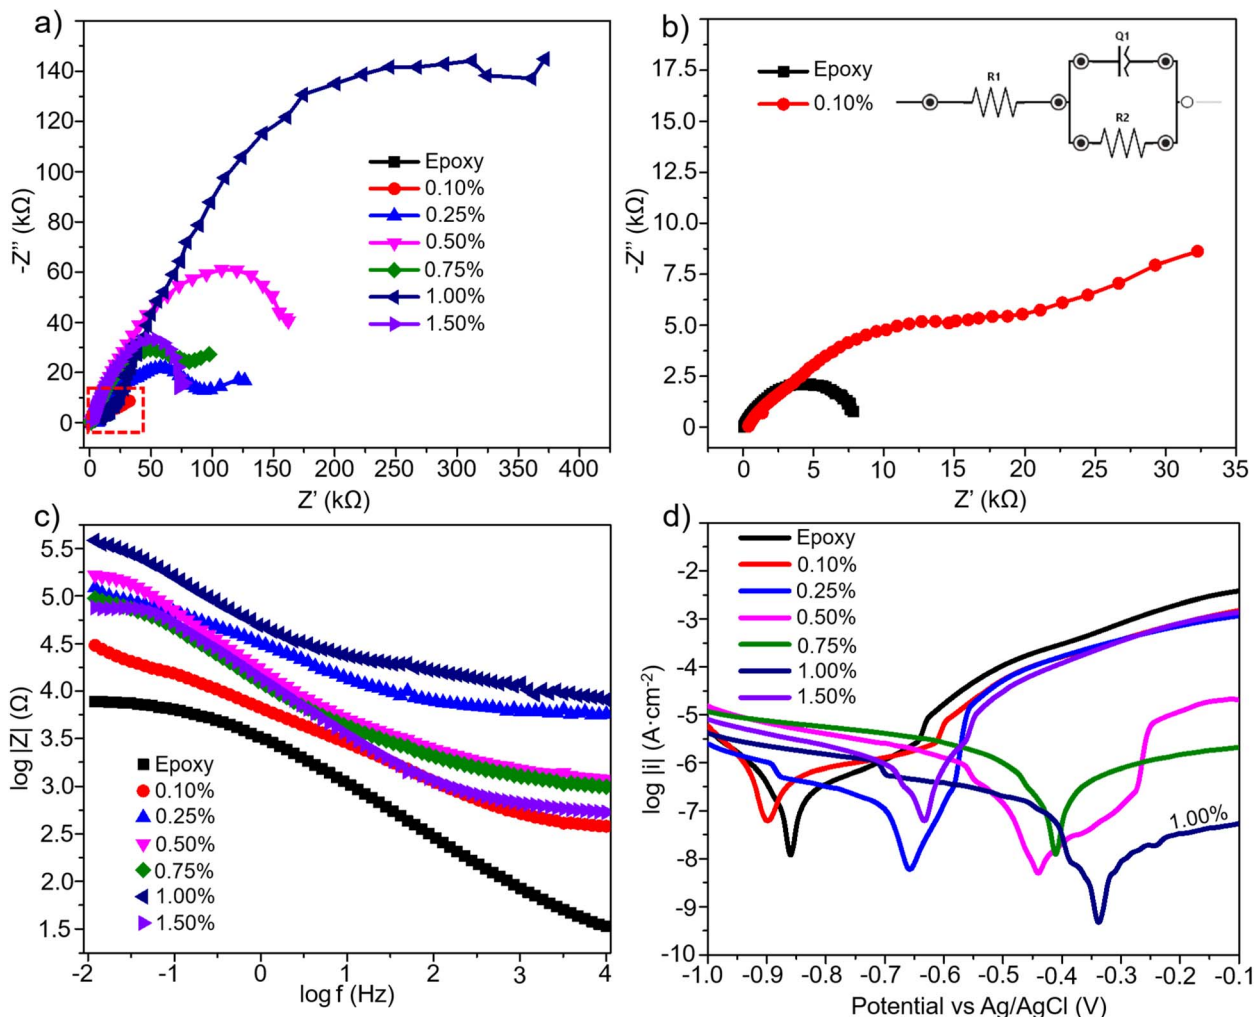 a)
-Z" (kΩ)
140
120
100
80
60
40
20
0
0 50 100 150 200 250 300 350 400
Z' (kΩ)
Epoxy
0.10%
0.25%
0.50%
0.75%
1.00%
1.50%
b)
-Z" (kΩ)
17.5
15.0
12.5
10.0
7.5
5.0
2.5
0
0 5 10 15 20 25 30 35
Z' (kΩ)
Epoxy
0.10%
R1
Q1
R2
c)
log |Z| (Ω)
5.5
5.0
4.5
4.0
3.5
3.0
2.5
2.0
1.5
-2 -1 0 1 2 3 4
log f (Hz)
Epoxy
0.10%
0.25%
0.50%
0.75%
1.00%
1.50%
d)
log |i| (A·cm-2)
-2
-3
-4
-5
-6
-7
-8
-9
-10
-1.0 -0.9 -0.8 -0.7 -0.6 -0.5 -0.4 -0.3 -0.2 -0.1
Potential vs Ag/AgCl (V)
Epoxy
0.10%
0.25%
0.50%
0.75%
1.00%
1.50%
1.00%